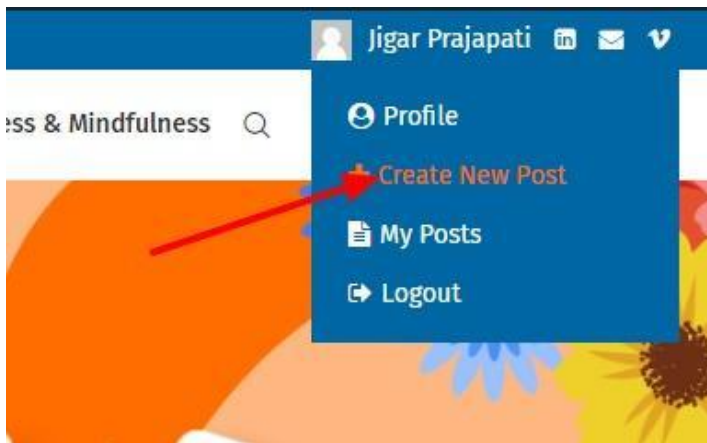 Jigar Prajapati
ess & Mindfulness
Profile
Create New Post
My Posts
Logout